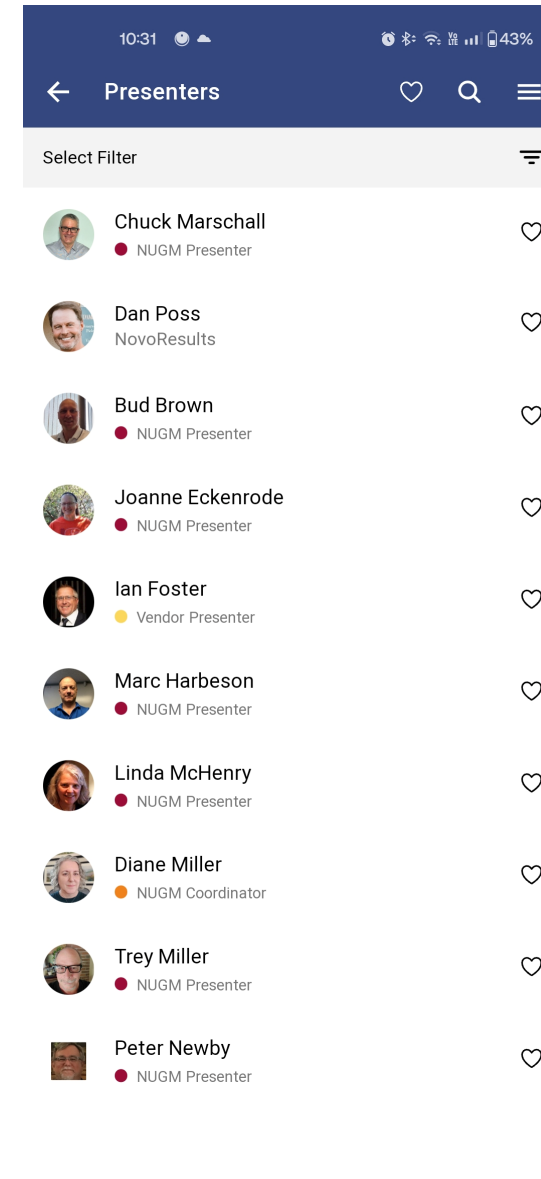 10:31 43%
Presenters
Select Filter
Chuck Marschall
NUGM Presenter
Dan Poss
NovoResults
Bud Brown
NUGM Presenter
Joanne Eckenrode
NUGM Presenter
Ian Foster
Vendor Presenter
Marc Harbeson
NUGM Presenter
Linda McHenry
NUGM Presenter
Diane Miller
NUGM Coordinator
Trey Miller
NUGM Presenter
Peter Newby
NUGM Presenter